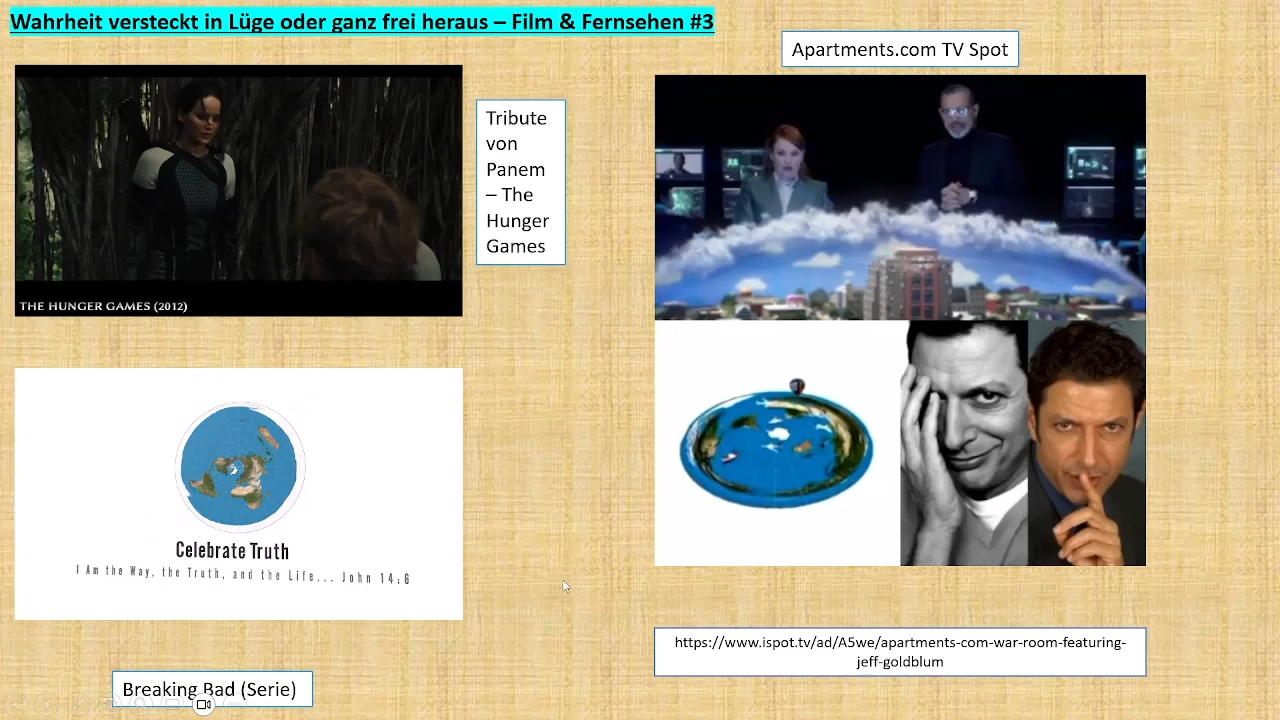 Wahrheit versteckt in Lüge oder ganz frei heraus – Film & Fernsehen #3
Apartments.com TV Spot
Tribute
von
Panem
– The
Hunger
Games
THE HUNGER GAMES (2012)
Celebrate Truth
I Am the Way, the Truth, and the Life... John 14:6
https://www.ispot.tv/ad/A5we/apartments-com-war-room-featuring-
jeff-goldblum
Breaking Bad (Serie)